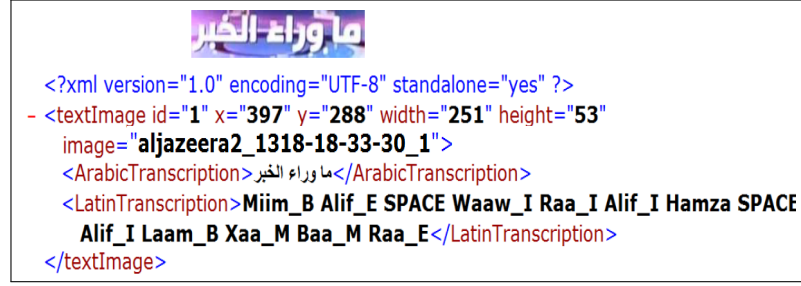 ما وراء الخبر
<?xml version="1.0" encoding="UTF-8" standalone="yes" ?>
- <textImage id="1" x="397" y="288" width="251" height="53"
image="aljazeera2_1318-18-33-30_1">
<ArabicTranscription>ما وراء الخبر</ArabicTranscription>
<LatinTranscription>Miim_B Alif_E SPACE Waaw_I Raa_I Alif_I Hamza SPACE
Alif_I Laam_B Xaa_M Baa_M Raa_E</LatinTranscription>
</textImage>